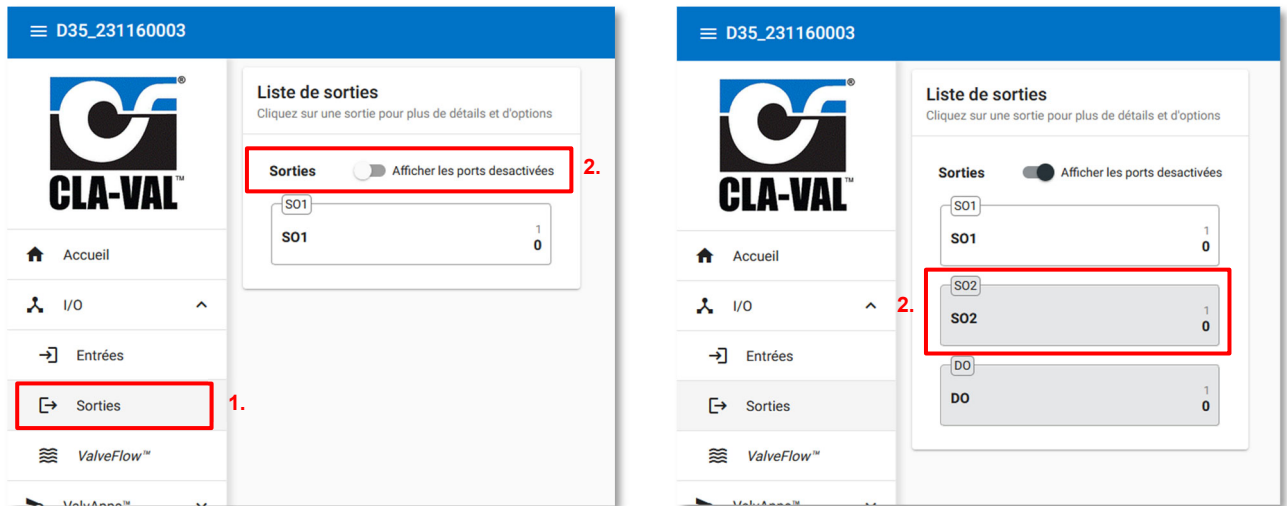 D35_231160003
CLA-VAL™
®
Accueil
I/O
Entrées
Sorties
1.
ValveFlow™
Liste de sorties
Cliquez sur une sortie pour plus de détails et d'options
Sorties Afficher les ports desactivées
2.
SO1
SO1 1
0
D35_231160003
CLA-VAL™
®
Accueil
I/O
Entrées
Sorties
ValveFlow™
Liste de sorties
Cliquez sur une sortie pour plus de détails et d'options
Sorties Afficher les ports desactivées
SO1
SO1 1
0
2.
SO2
SO2 1
0
DO
DO 1
0